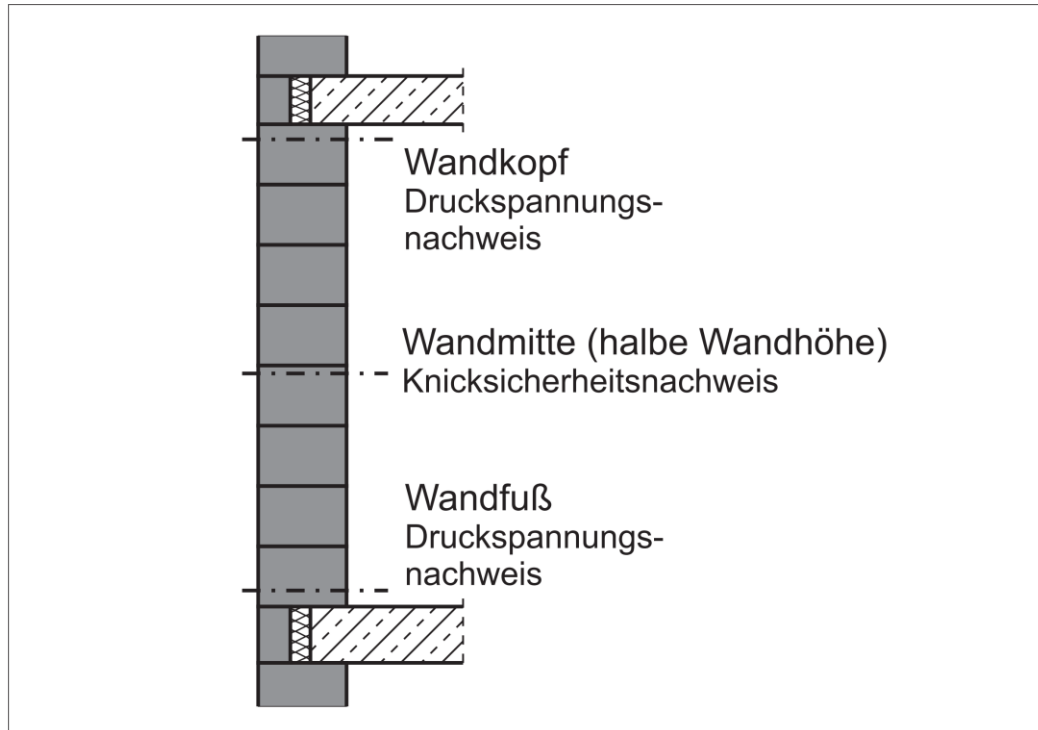 Wandkopf
Druckspannungs-
nachweis
Wandmitte (halbe Wandhöhe)
Knicksicherheitsnachweis
Wandfuß
Druckspannungs-
nachweis